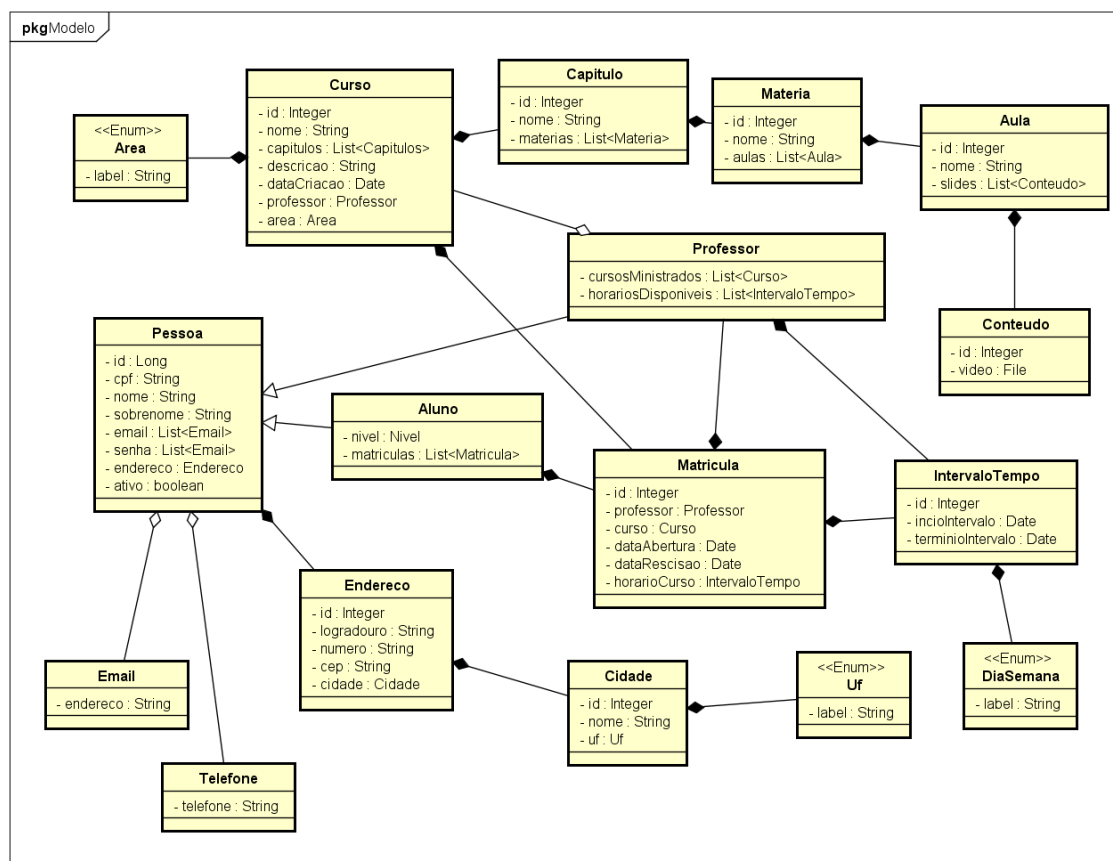 pkgModelo
Curso
- id : Integer
- nome : String
- capitulos : List<Capitulos>
- descricao : String
- dataCriacao : Date
- professor : Professor
- area : Area
Capitulo
- id : Integer
- nome : String
- materias : List<Materia>
Materia
- id : Integer
- nome : String
- aulas : List<Aula>
Aula
- id : Integer
- nome : String
- slides : List<Conteudo>
<<Enum>>
Area
- label : String
Professor
- cursosMinistrados : List<Curso>
- horariosDisponiveis : List<IntervaloTempo>
Conteudo
- id : Integer
- video : File
Pessoa
- id : Long
- cpf : String
- nome : String
- sobrenome : String
- email : List<Email>
- senha : List<Email>
- endereco : Endereco
- ativo : boolean
Aluno
- nivel : Nivel
- matriculas : List<Matricula>
Matricula
- id : Integer
- professor : Professor
- curso : Curso
- dataAbertura : Date
- dataRescisao : Date
- horarioCurso : IntervaloTempo
IntervaloTempo
- id : Integer
- incioIntervalo : Date
- terminioIntervalo : Date
Endereco
- id : Integer
- logradouro : String
- numero : String
- cep : String
- cidade : Cidade
Email
- endereco : String
Cidade
- id : Integer
- nome : String
- uf : Uf
<<Enum>>
Uf
- label : String
<<Enum>>
DiaSemana
- label : String
Telefone
- telefone : String